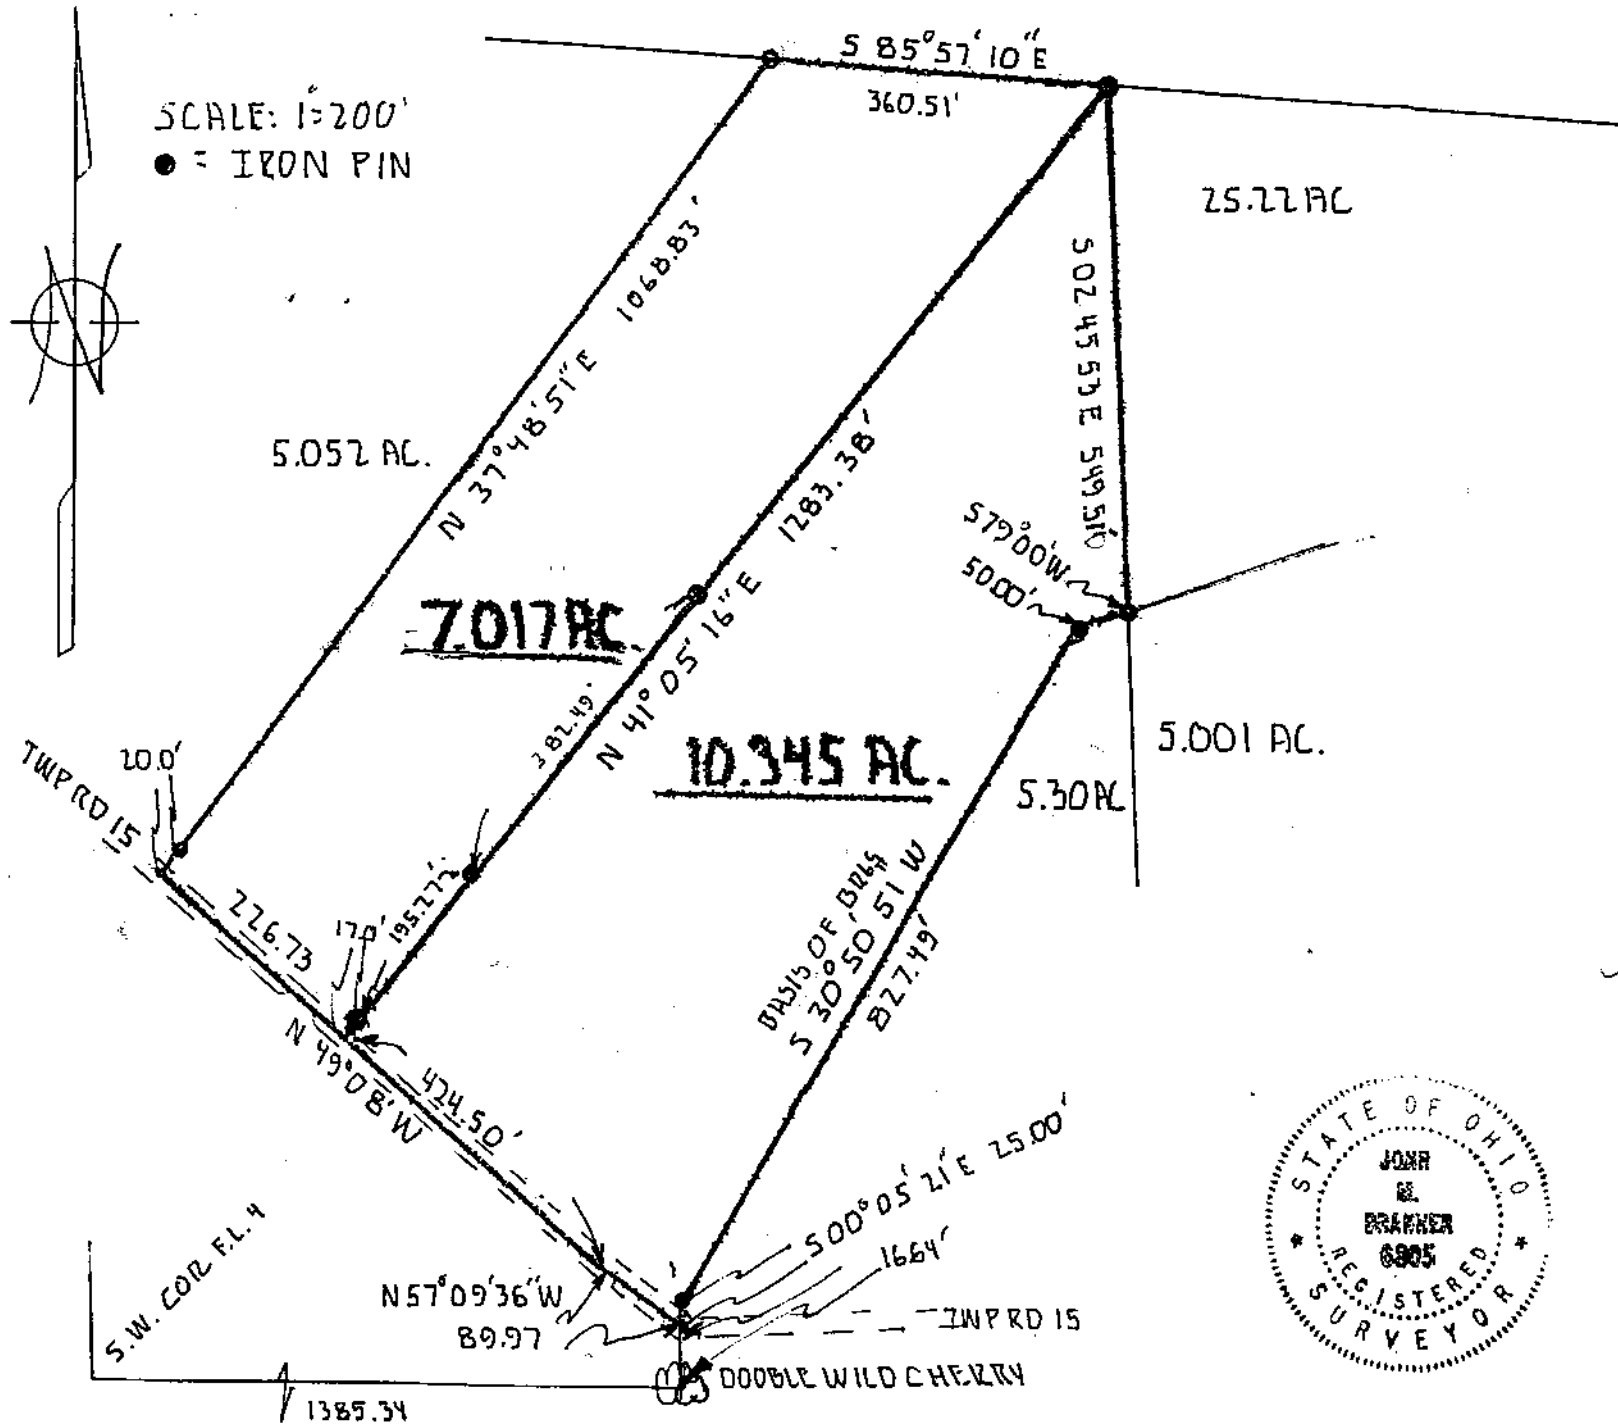 S 85°57'10"E
360.51'
SCALE: 1"=200'
● = IRON PIN
25.22 AC
N 37°48'51"E 1068.83'
S 02 45 53 E 549.51'
5.052 AC.
N 41°05'16"E 1283.38'
S79°00'W
50.00'
7.017 AC.
382.49'
10.345 AC.
5.001 AC.
5.30 AC
TWP RD 15
20.0'
195.27'
226.73
17.0'
BASIS OF BRGS
S 30°50'51 W
827.49'
N 49°08'W
424.50'
S 00°05'21"E 25.00'
16.64'
N57°09'36"W
89.97
TWP RD 15
S.W. COR F.L. 4
DOUBLE WILD CHERRY
1385.34
STATE OF OHIO
JOHN
M.
6805
REGISTERED
SURVEYOR
N